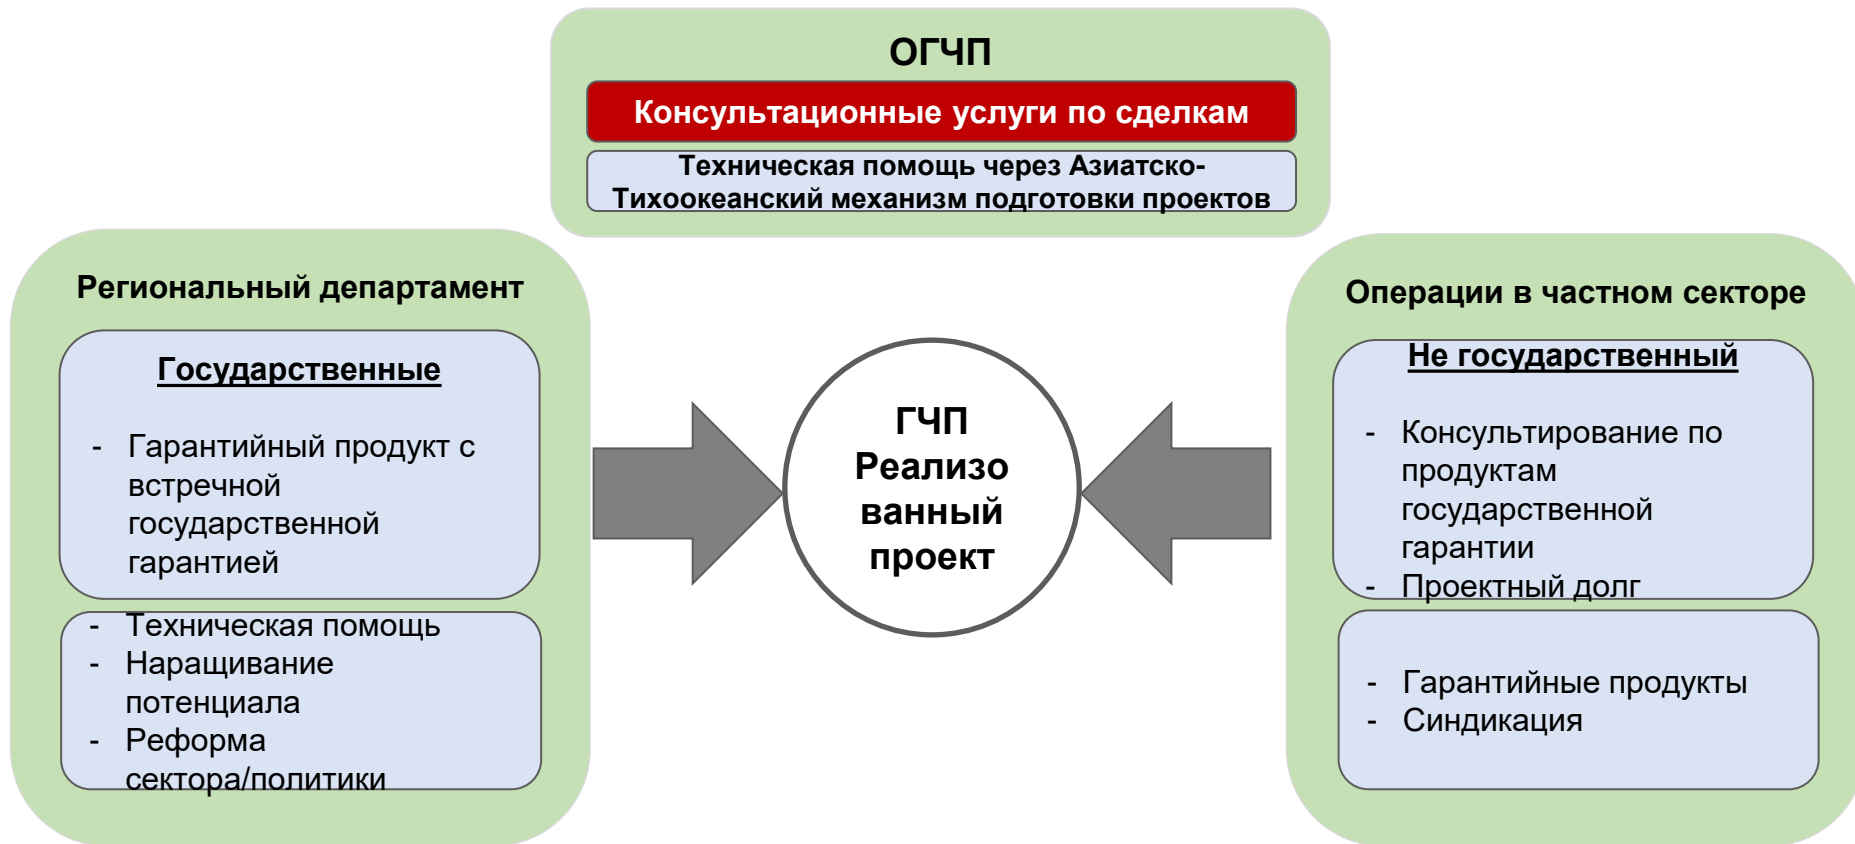 ОГЧП
Консультационные услуги по сделкам
Техническая помощь через Азиатско-
Тихоокеанский механизм подготовки проектов
Региональный департамент
Государственные
- Гарантийный продукт с
встречной
государственной
гарантией
- Техническая помощь
- Наращивание
потенциала
- Реформа
сектора/политики
ГЧП
Реализо
ванный
проект
Операции в частном секторе
Не государственный
- Консультирование по
продуктам
государственной
гарантии
- Проектный долг
- Гарантийные продукты
- Синдикация